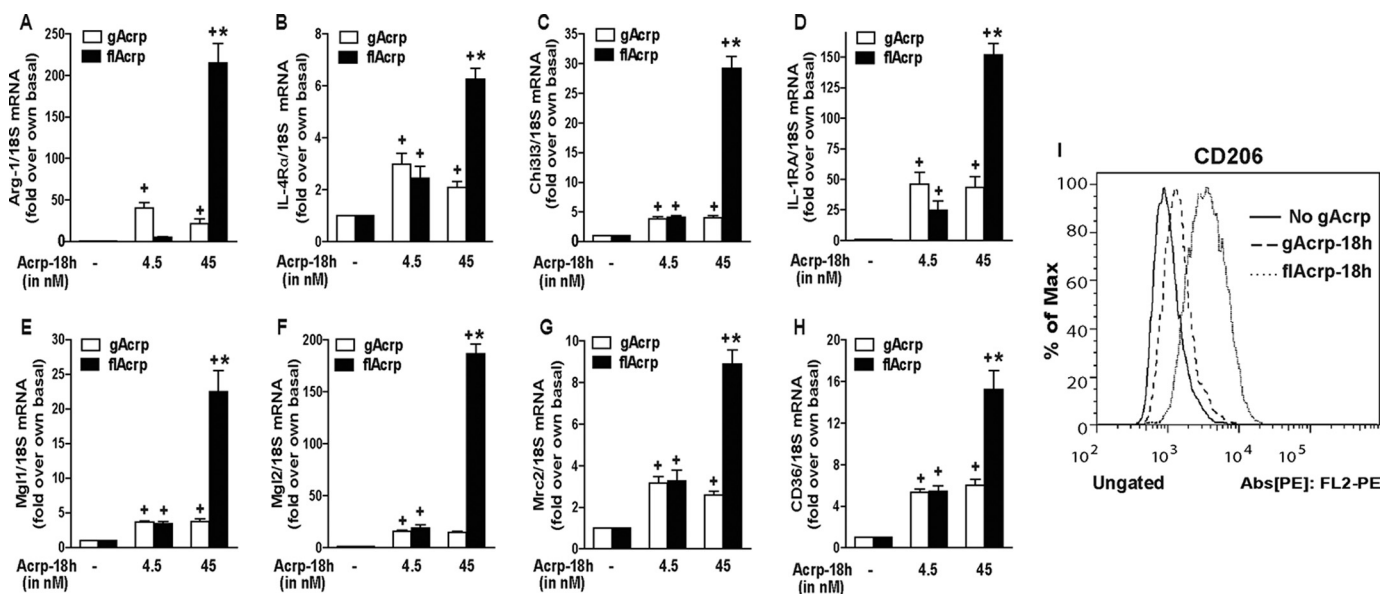 A
gAcrp
flAcrp
Arg-1/18S mRNA
(fold over own basal)
250
200
150
100
50
0
+
+
+*
Acrp-18h - 4.5 45
(in nM)
B
gAcrp
flAcrp
IL-4Rα/18S mRNA
(fold over own basal)
8
6
4
2
0
+
+
+
+*
Acrp-18h - 4.5 45
(in nM)
C
gAcrp
flAcrp
Chi3l3/18S mRNA
(fold over own basal)
35
30
25
20
15
10
5
0
+ +
+
+*
Acrp-18h - 4.5 45
(in nM)
D
gAcrp
flAcrp
IL-1RA/18S mRNA
(fold over own basal)
150
125
100
75
50
25
0
+
+
+
+*
Acrp-18h - 4.5 45
(in nM)
E
gAcrp
flAcrp
Mgl1/18S mRNA
(fold over own basal)
30
25
20
15
10
5
0
+ +
+
+*
Acrp-18h - 4.5 45
(in nM)
F
gAcrp
flAcrp
Mgl2/18S mRNA
(fold over own basal)
200
150
100
50
0
+ +
+*
Acrp-18h - 4.5 45
(in nM)
G
gAcrp
flAcrp
Mrc2/18S mRNA
(fold over own basal)
10
8
6
4
2
0
+ +
+
+*
Acrp-18h - 4.5 45
(in nM)
H
gAcrp
flAcrp
CD36/18S mRNA
(fold over own basal)
20
16
12
8
4
0
+ +
+
+*
Acrp-18h - 4.5 45
(in nM)
I
CD206
No gAcrp
gAcrp-18h
flAcrp-18h
% of Max
100
80
60
40
20
0
10² 10³ 10⁴ 10⁵
Ungated Abs[PE]: FL2-PE